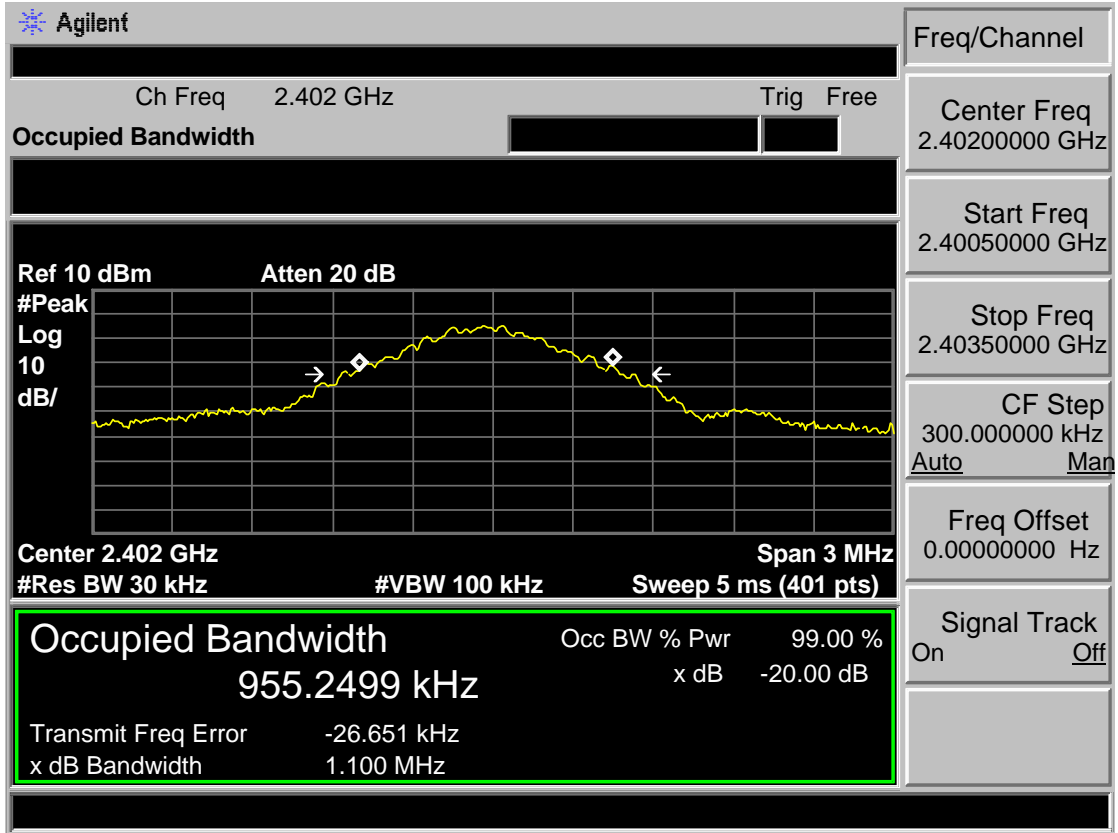 Agilent
Freq/Channel
Ch Freq 2.402 GHz Trig Free
Occupied Bandwidth
Center Freq
2.40200000 GHz
Start Freq
2.40050000 GHz
Stop Freq
2.40350000 GHz
CF Step
300.000000 kHz
Auto Man
Freq Offset
0.00000000 Hz
Signal Track
On Off
Ref 10 dBm Atten 20 dB
#Peak
Log
10
dB/
Center 2.402 GHz Span 3 MHz
#Res BW 30 kHz #VBW 100 kHz Sweep 5 ms (401 pts)
Occupied Bandwidth Occ BW % Pwr 99.00 %
955.2499 kHz x dB -20.00 dB
Transmit Freq Error -26.651 kHz
x dB Bandwidth 1.100 MHz